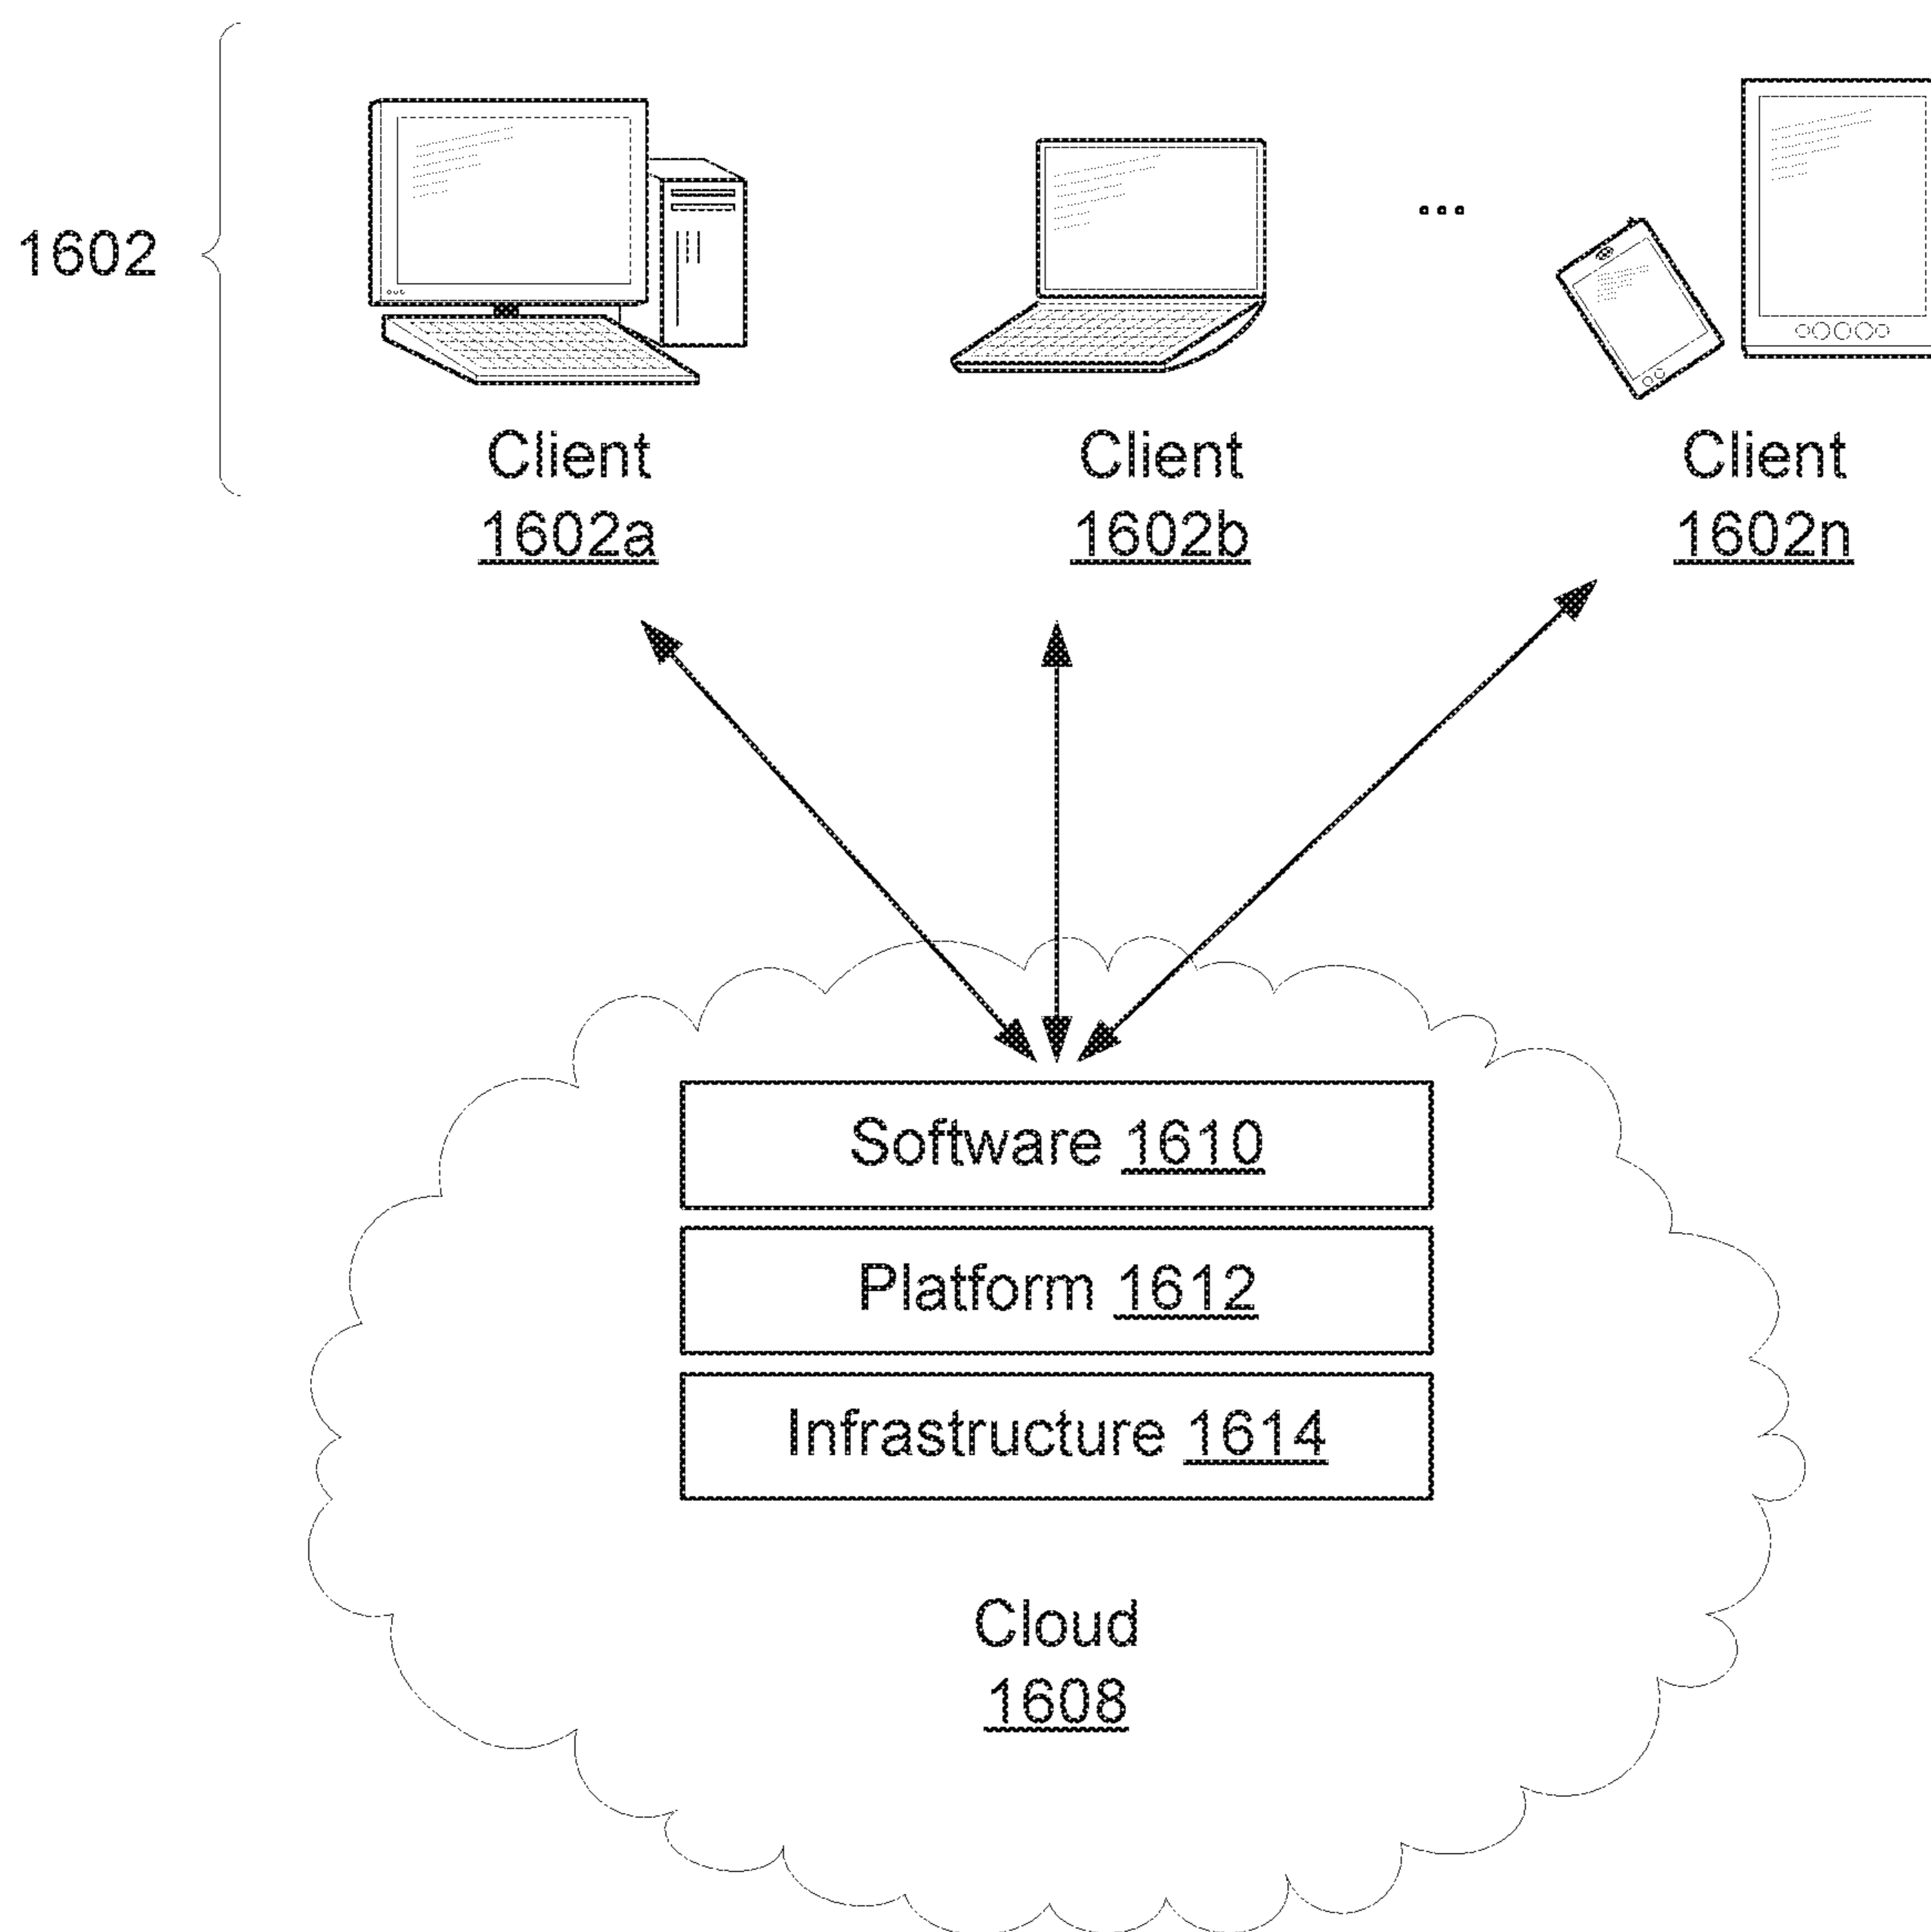 1602
...
Client
1602a
Client
1602b
Client
1602n
Software 1610
Platform 1612
Infrastructure 1614
Cloud
1608